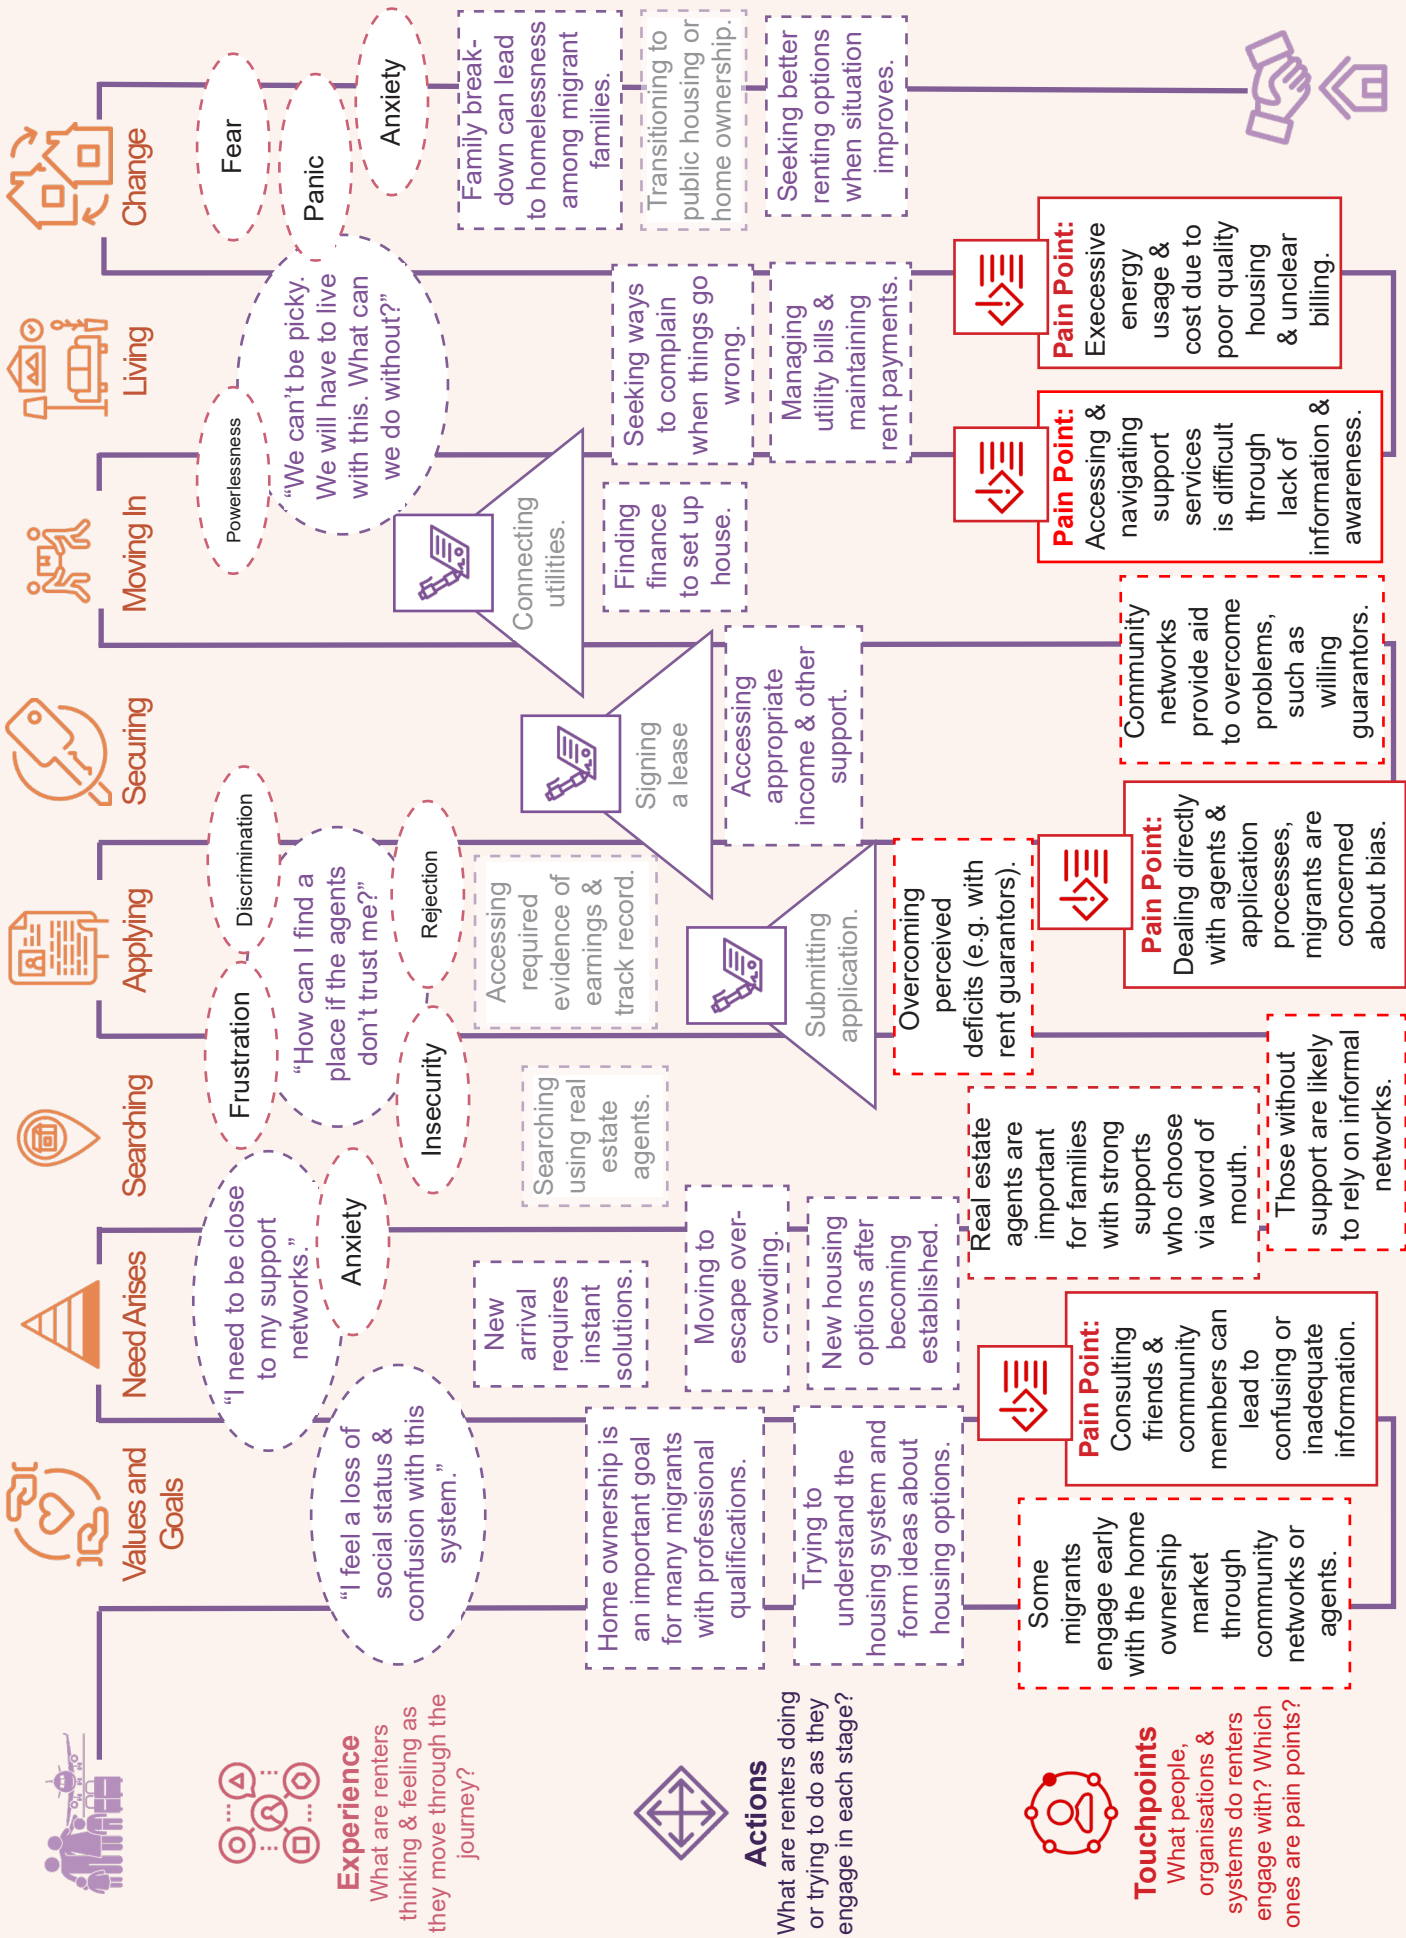 Values and
Goals
Need Arises
Searching
Applying
Securing
Moving In
Living
Change
Experience
What are renters
thinking & feeling as
they move through the
journey?
“I feel a loss of
social status &
confusion with this
system.”
“I need to be close
to my support
networks.”
Anxiety
Frustration
“How can I find a
place if the agents
don’t trust me?”
Insecurity
Discrimination
Rejection
Powerlessness
“We can’t be picky.
We will have to live
with this. What can
we do without?”
Fear
Panic
Anxiety
Actions
What are renters doing
or trying to do as they
engage in each stage?
Home ownership is
an important goal
for many migrants
with professional
qualifications.
Trying to
understand the
housing system and
form ideas about
housing options.
New
arrival
requires
instant
solutions.
Moving to
escape over-
crowding.
New housing
options after
becoming
established.
Searching
using real
estate
agents.
Accessing
required
evidence of
earnings &
track record.
Submitting
application.
Overcoming
perceived
deficits (e.g. with
rent guarantors).
Signing
a lease
Accessing
appropriate
income & other
support.
Connecting
utilities.
Finding
finance
to set up
house.
Seeking ways
to complain
when things go
wrong.
Managing
utility bills &
maintaining
rent payments.
Family break-
down can lead
to homelessness
among migrant
families.
Transitioning to
public housing or
home ownership.
Seeking better
renting options
when situation
improves.
Touchpoints
What people,
organisations &
systems do renters
engage with? Which
ones are pain points?
Some
migrants
engage early
with the home
ownership
market
through
community
networks or
agents.
Pain Point:
Consulting
friends &
community
members can
lead to
confusing or
inadequate
information.
Real estate
agents are
important
for families
with strong
supports
who choose
via word of
mouth.
Those without
support are likely
to rely on informal
networks.
Pain Point:
Dealing directly
with agents &
application
processes,
migrants are
concerned
about bias.
Community
networks
provide aid
to overcome
problems,
such as
willing
guarantors.
Pain Point:
Accessing &
navigating
support
services
is difficult
through
lack of
information &
awareness.
Pain Point:
Execessive
energy
usage &
cost due to
poor quality
housing
& unclear
billing.